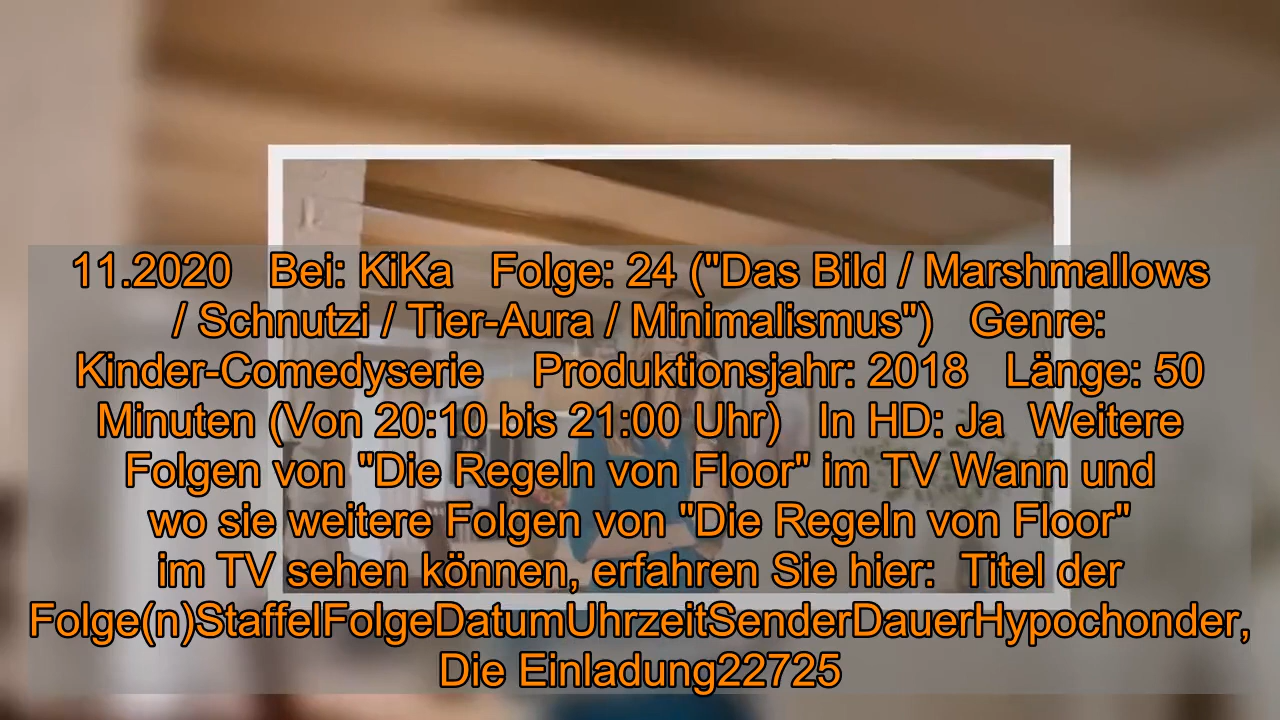 11.2020   Bei: KiKa   Folge: 24 ("Das Bild / Marshmallows
/ Schnutzi / Tier-Aura / Minimalismus")   Genre:
Kinder-Comedyserie    Produktionsjahr: 2018   Länge: 50
Minuten (Von 20:10 bis 21:00 Uhr)   In HD: Ja  Weitere
Folgen von "Die Regeln von Floor" im TV Wann und
wo sie weitere Folgen von "Die Regeln von Floor"
im TV sehen können, erfahren Sie hier:  Titel der
Folge(n)StaffelFolgeDatumUhrzeitSenderDauerHypochonder,
Die Einladung22725